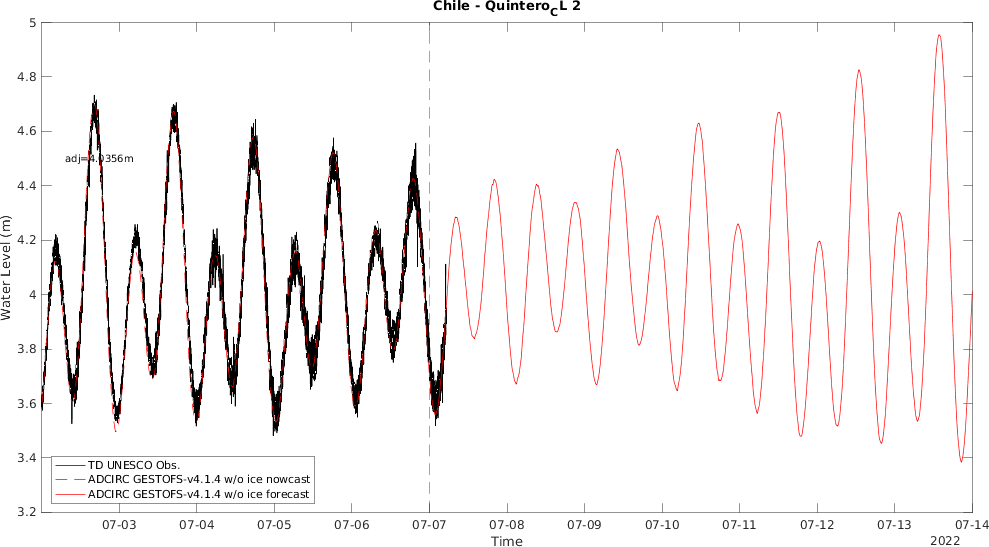 Chile - Quintero_CL 2
5
4.8
4.6
adj=4.0356m
4.4
4.2
Water Level (m)
4
3.8
3.6
3.4
3.2
TD UNESCO Obs.
ADCIRC GESTOFS-v4.1.4 w/o ice nowcast
ADCIRC GESTOFS-v4.1.4 w/o ice forecast
07-03 07-04 07-05 07-06 07-07 07-08 07-09 07-10 07-11 07-12 07-13 07-14
Time
2022